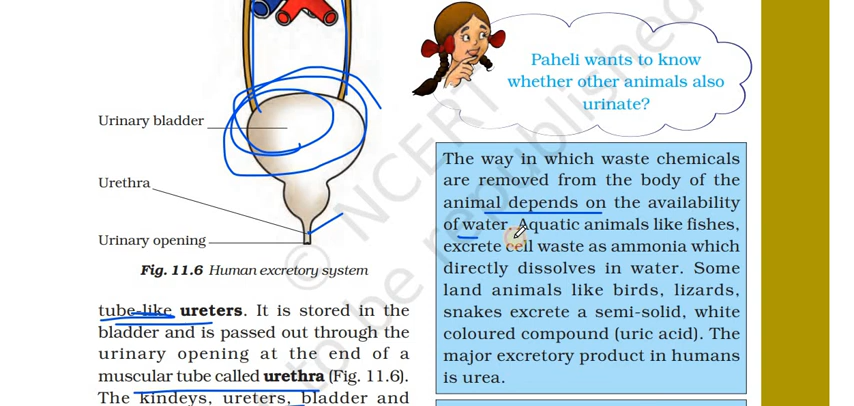 Urinary bladder
Urethra
Urinary opening
Fig. 11.6 Human excretory system
tube-like ureters. It is stored in the
bladder and is passed out through the
urinary opening at the end of a
muscular tube called urethra (Fig. 11.6).
The kindeys, ureters, bladder and
Paheli wants to know
whether other animals also
urinate?
The way in which waste chemicals
are removed from the body of the
animal depends on the availability
of water. Aquatic animals like fishes,
excrete cell waste as ammonia which
directly dissolves in water. Some
land animals like birds, lizards,
snakes excrete a semi-solid, white
coloured compound (uric acid). The
major excretory product in humans
is urea.
© NCERT
to be republished